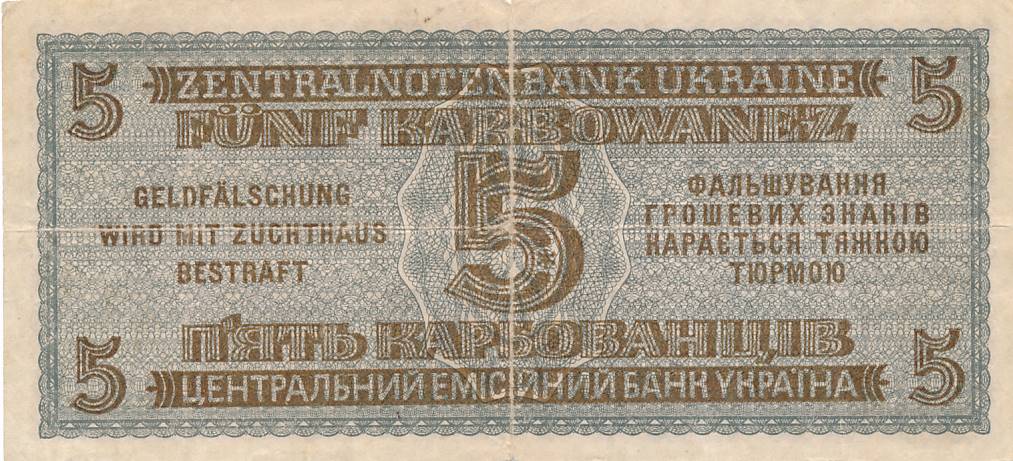 5 ZENTRALNOTENBANK UKRAINE 5
FÜNF KARBOWANEZ
5
GELDFÄLSCHUNG
WIRD MIT ZUCHTHAUS
BESTRAFT
ФАЛЬШУВАННЯ
ГРОШЕВИХ ЗНАКІВ
КАРАЄТЬСЯ ТЯЖКОЮ
ТЮРМОЮ
П'ЯТЬ КАРБОВАНЦІВ
5 ЦЕНТРАЛЬНИЙ ЕМІСІЙНИЙ БАНК УКРАЇНА 5